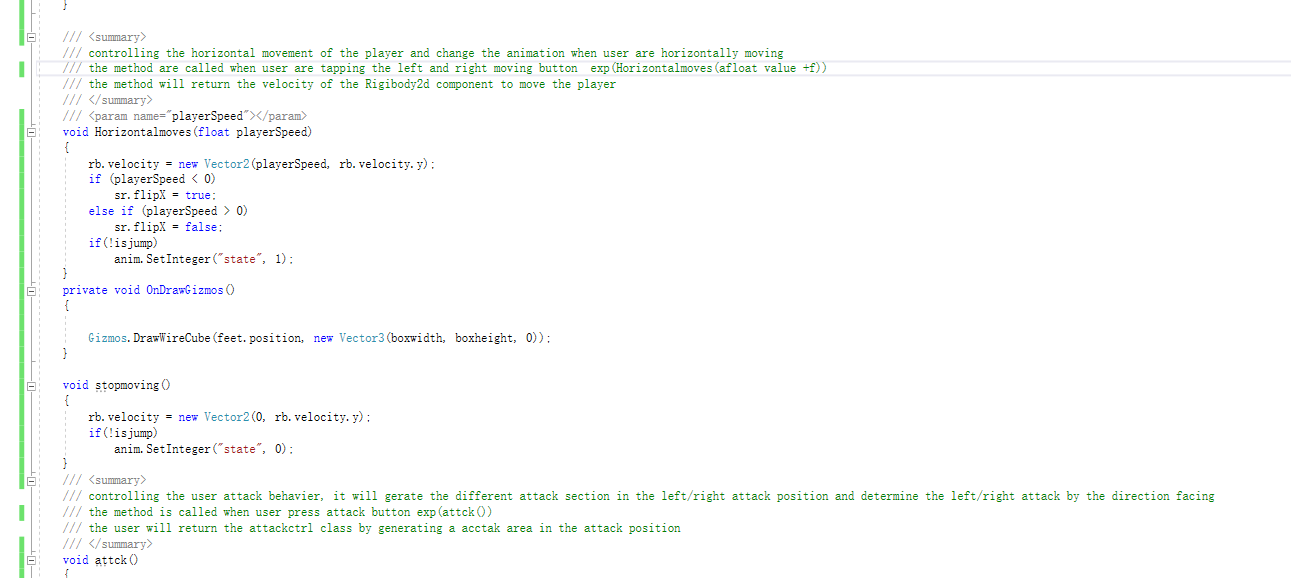 }
/// <summary>
/// controlling the horizontal movement of the player and change the animation when user are horizontally moving
/// the method are called when user are tapping the left and right moving button  exp(Horizontalmoves(afloat value +f))
/// the method will return the velocity of the Rigibody2d component to move the player
/// </summary>
/// <param name="playerSpeed"></param>
void Horizontalmoves(float playerSpeed)
{
rb.velocity = new Vector2(playerSpeed, rb.velocity.y);
if (playerSpeed < 0)
sr.flipX = true;
else if (playerSpeed > 0)
sr.flipX = false;
if(!isjump)
anim.SetInteger("state", 1);
}
private void OnDrawGizmos()
{
Gizmos.DrawWireCube(feet.position, new Vector3(boxwidth, boxheight, 0));
}
void stopmoving()
{
rb.velocity = new Vector2(0, rb.velocity.y);
if(!isjump)
anim.SetInteger("state", 0);
}
/// <summary>
/// controlling the user attack behavier, it will gerate the different attack section in the left/right attack position and determine the left/right attack by the direction facing
/// the method is called when user press attack button exp(attck())
/// the user will return the attackctrl class by generating a acctak area in the attack position
/// </summary>
void attck()
{